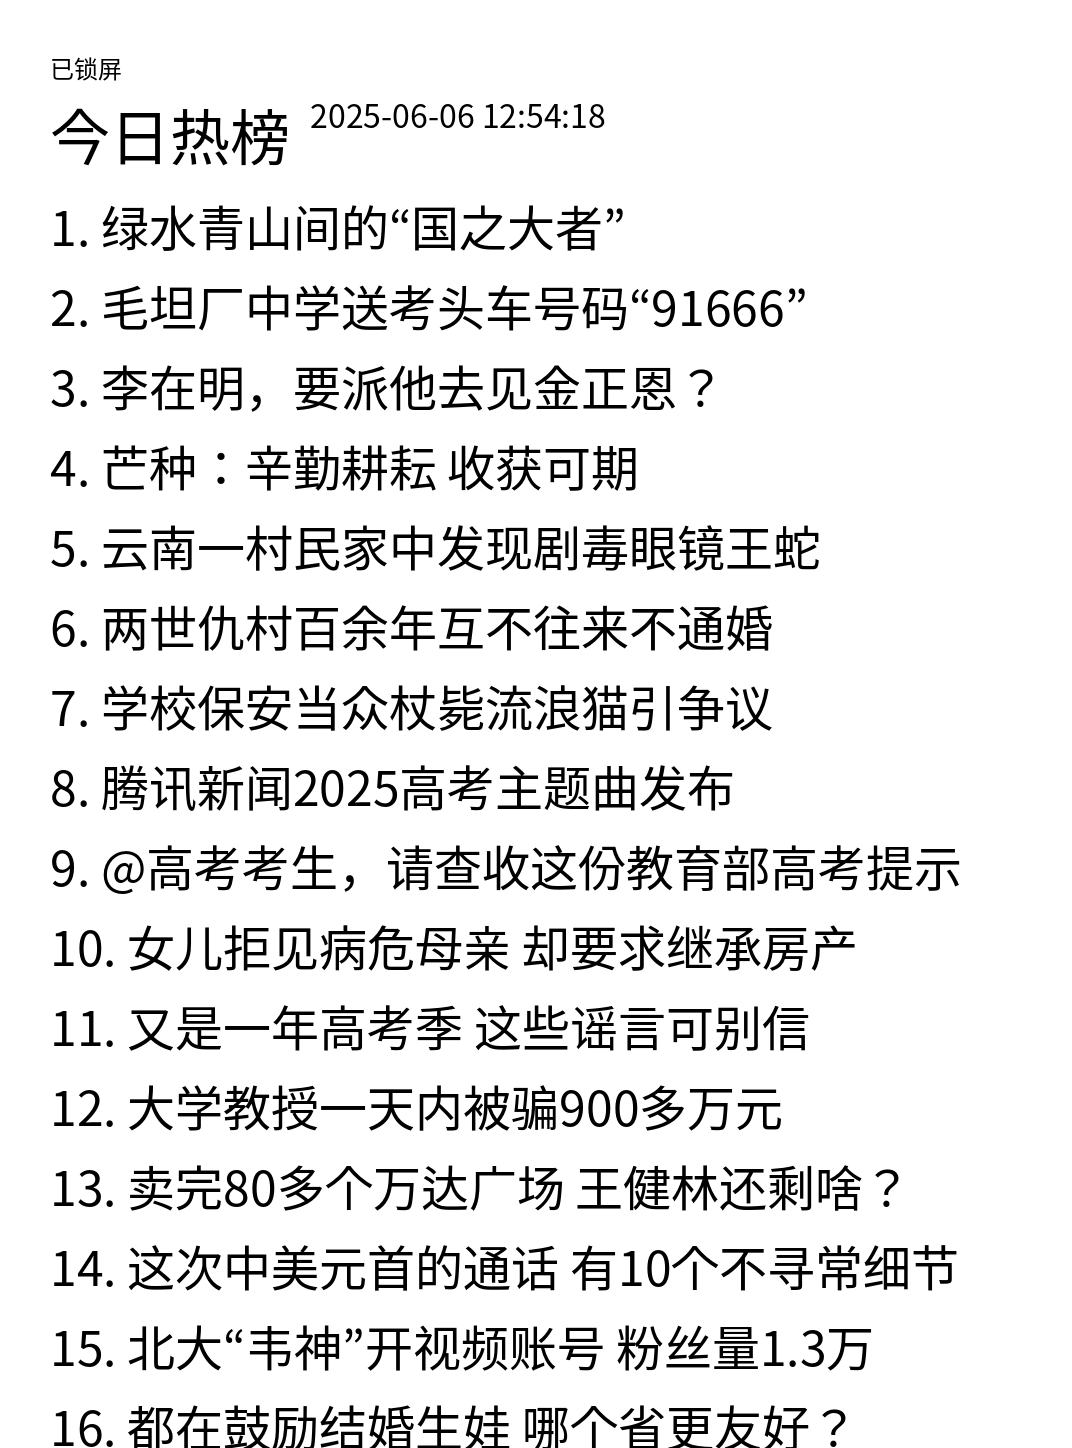 已锁屏
今日热榜 2025-06-06 12:54:18
1. 绿水青山间的“国之大者”
2. 毛坦厂中学送考头车号码“91666”
3. 李在明，要派他去见金正恩？
4. 芒种：辛勤耕耘 收获可期
5. 云南一村民家中发现剧毒眼镜王蛇
6. 两世仇村百余年互不往来不通婚
7. 学校保安当众杖毙流浪猫引争议
8. 腾讯新闻2025高考主题曲发布
9. @高考考生，请查收这份教育部高考提示
10. 女儿拒见病危母亲 却要求继承房产
11. 又是一年高考季 这些谣言可别信
12. 大学教授一天内被骗900多万元
13. 卖完80多个万达广场 王健林还剩啥？
14. 这次中美元首的通话 有10个不寻常细节
15. 北大“韦神”开视频账号 粉丝量1.3万
16. 都在鼓励结婚生娃 哪个省更友好？